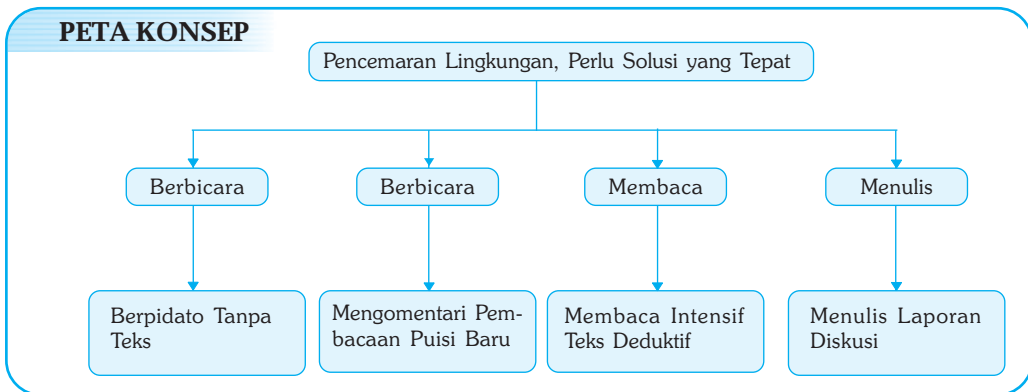 PETA KONSEP
Pencemaran Lingkungan, Perlu Solusi yang Tepat
Berbicara
Berbicara
Membaca
Menulis
Berpidato Tanpa
Teks
Mengomentari Pem-
bacaan Puisi Baru
Membaca Intensif
Teks Deduktif
Menulis Laporan
Diskusi